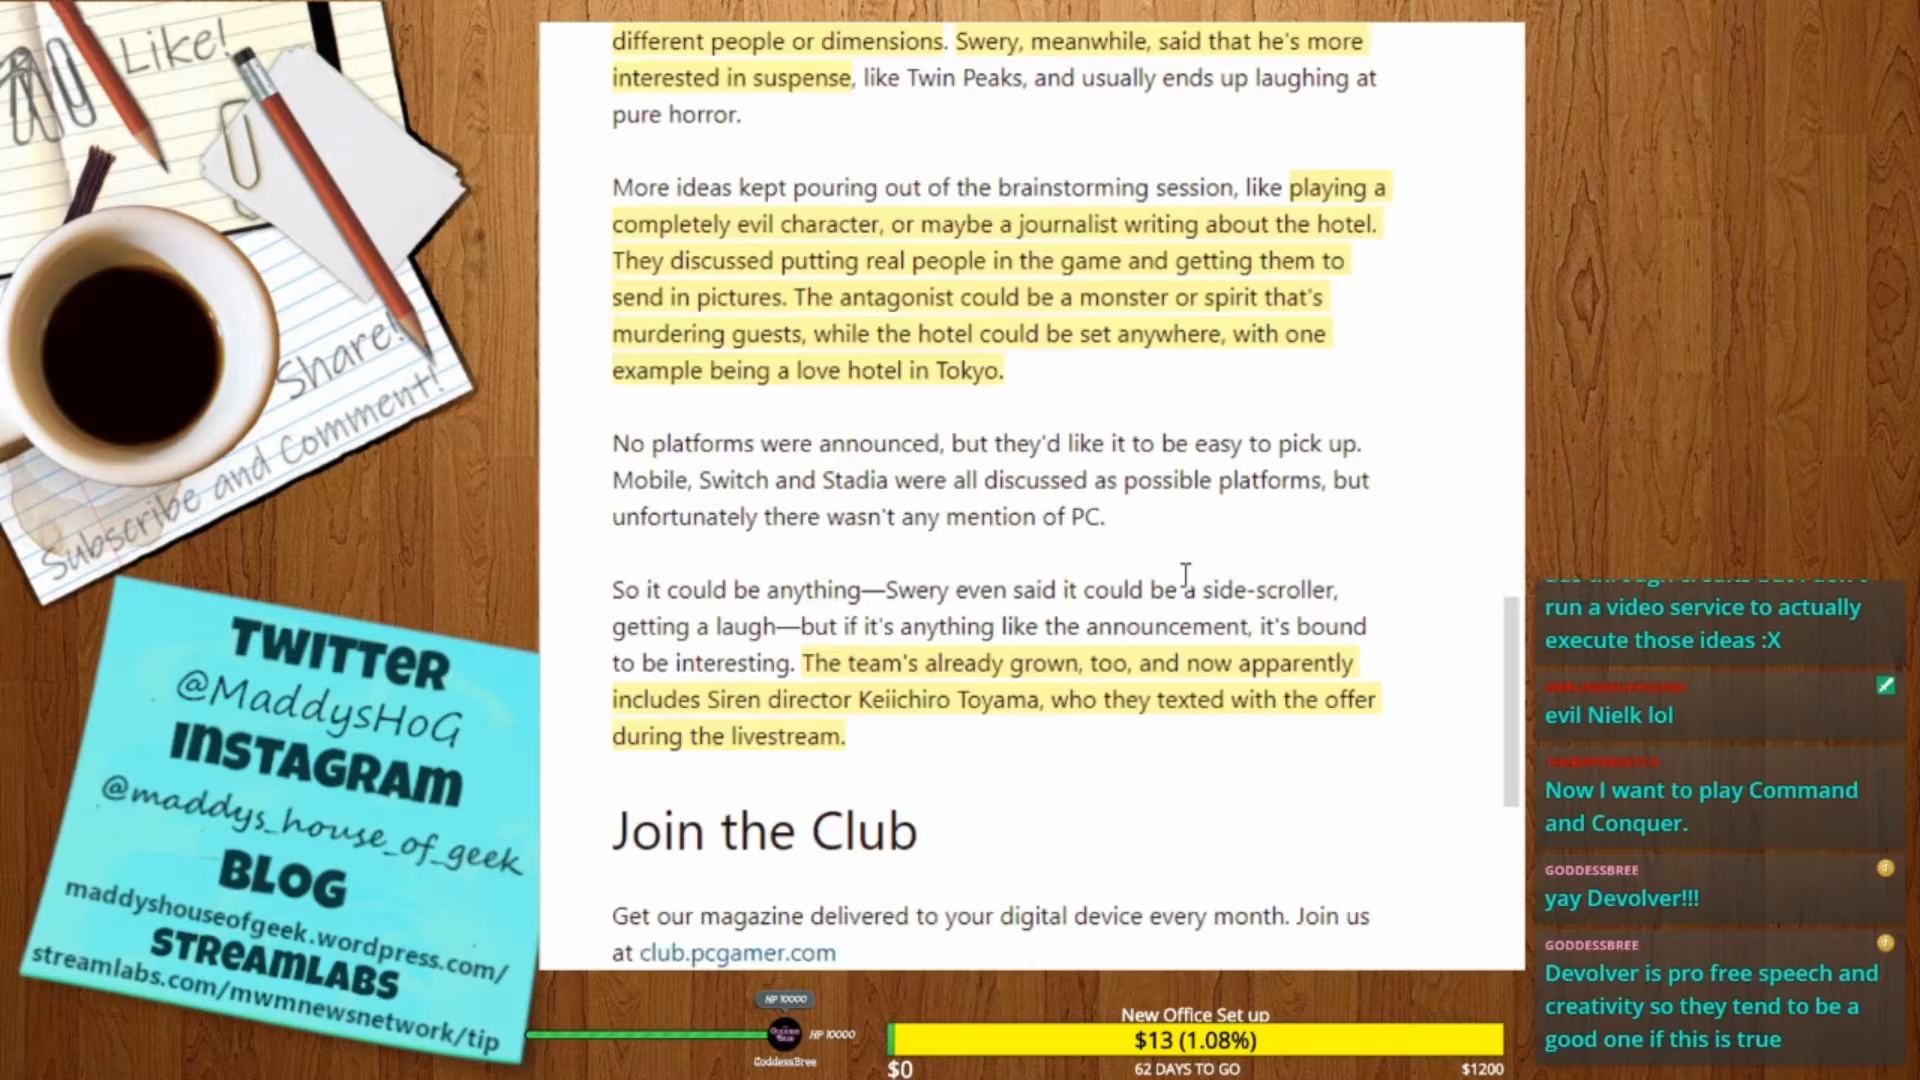 Like!
Share!
Subscribe and Comment!
TWITTER
@MaddysHoG
INSTAGRAM
@maddys_house_of_geek
BLOG
maddyshouseofgeek.wordpress.com/
STREAMLABS
streamlabs.com/mwmnewsnetwork/tip
different people or dimensions. Swery, meanwhile, said that he's more
interested in suspense, like Twin Peaks, and usually ends up laughing at
pure horror.
More ideas kept pouring out of the brainstorming session, like playing a
completely evil character, or maybe a journalist writing about the hotel.
They discussed putting real people in the game and getting them to
send in pictures. The antagonist could be a monster or spirit that's
murdering guests, while the hotel could be set anywhere, with one
example being a love hotel in Tokyo.
No platforms were announced, but they'd like it to be easy to pick up.
Mobile, Switch and Stadia were all discussed as possible platforms, but
unfortunately there wasn't any mention of PC.
So it could be anything—Swery even said it could be a side-scroller,
getting a laugh—but if it's anything like the announcement, it's bound
to be interesting. The team's already grown, too, and now apparently
includes Siren director Keiichiro Toyama, who they texted with the offer
during the livestream.
Join the Club
Get our magazine delivered to your digital device every month. Join us
at club.pcgamer.com
run a video service to actually
execute those ideas :X
evil Nielk lol
Now I want to play Command
and Conquer.
GODDESSBREE
yay Devolver!!!
GODDESSBREE
Devolver is pro free speech and
creativity so they tend to be a
good one if this is true
HP 10000
HP 10000
GoddessBree
New Office Set up
$13 (1.08%)
$0
62 DAYS TO GO
$1200